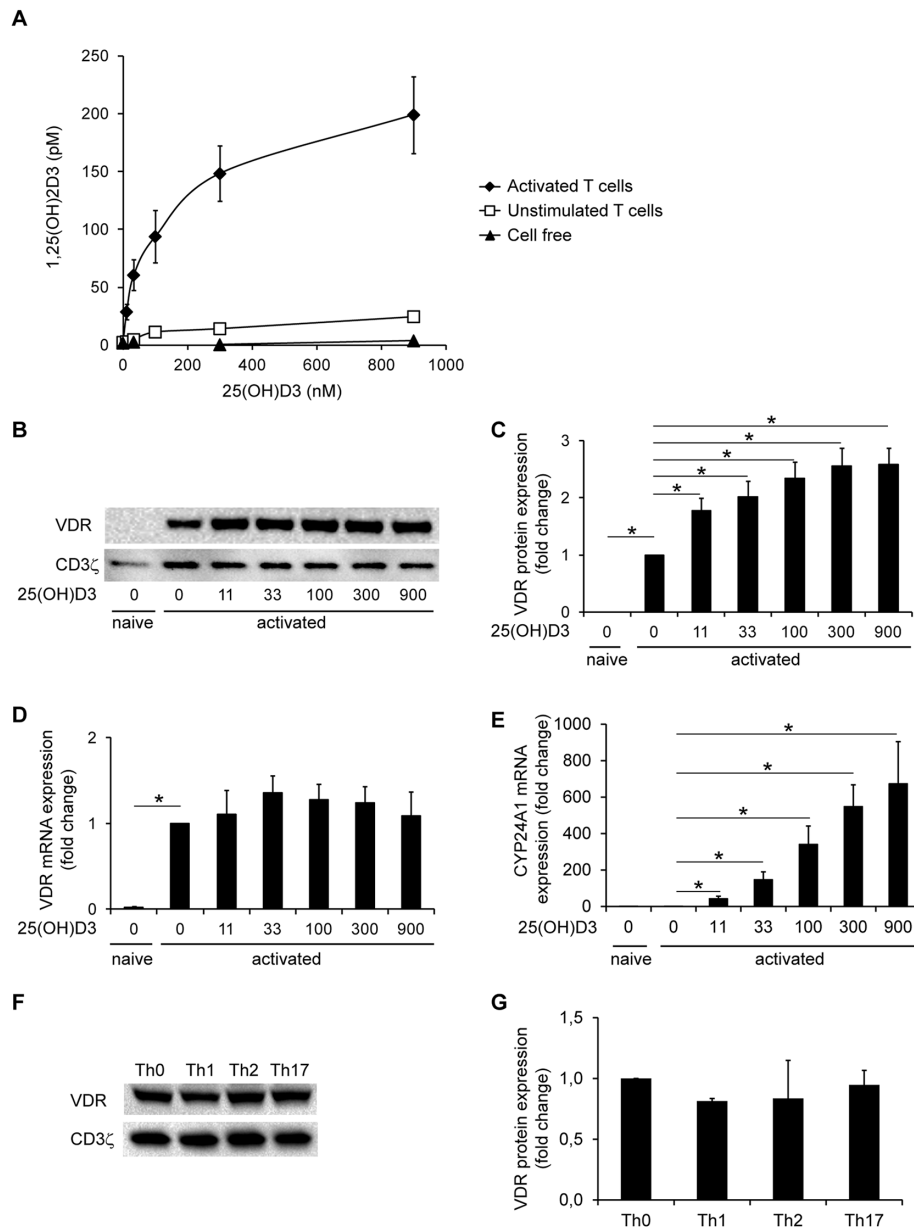 A
250
200
150
100
50
0
1,25(OH)2D3 (pM)
0 200 400 600 800 1000
25(OH)D3 (nM)
Activated T cells
Unstimulated T cells
Cell free
B
VDR
CD3ζ
25(OH)D3 0 0 11 33 100 300 900
naive activated
C
VDR protein expression
(fold change)
3
2
1
0
* * * * * *
25(OH)D3 0 0 11 33 100 300 900
naive activated
D
VDR mRNA expression
(fold change)
2
1
0
*
25(OH)D3 0 0 11 33 100 300 900
naive activated
E
CYP24A1 mRNA
expression (fold change)
1000
800
600
400
200
0
* * * * *
25(OH)D3 0 0 11 33 100 300 900
naive activated
F
Th0 Th1 Th2 Th17
VDR
CD3ζ
G
VDR protein expression
(fold change)
1,5
1,0
0,5
0,0
Th0 Th1 Th2 Th17